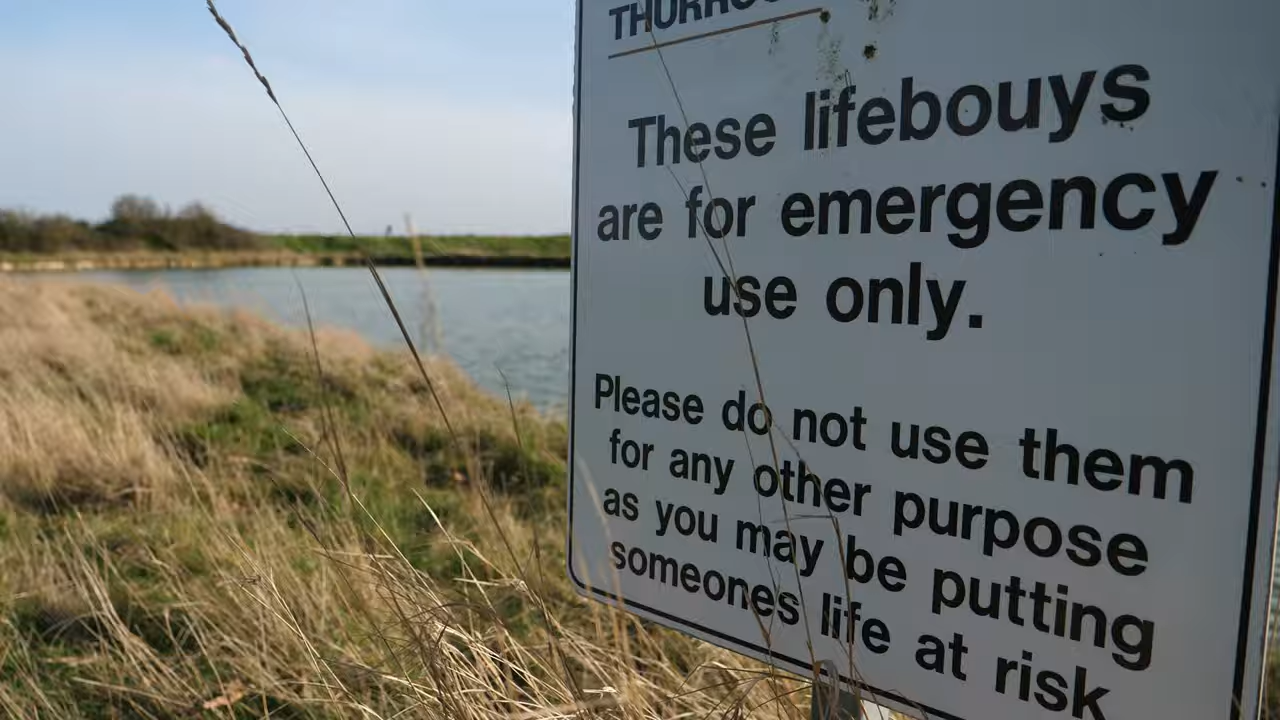 These lifebouys
are for emergency
use only.
Please do not use them
for any other purpose
as you may be putting
someones life at risk